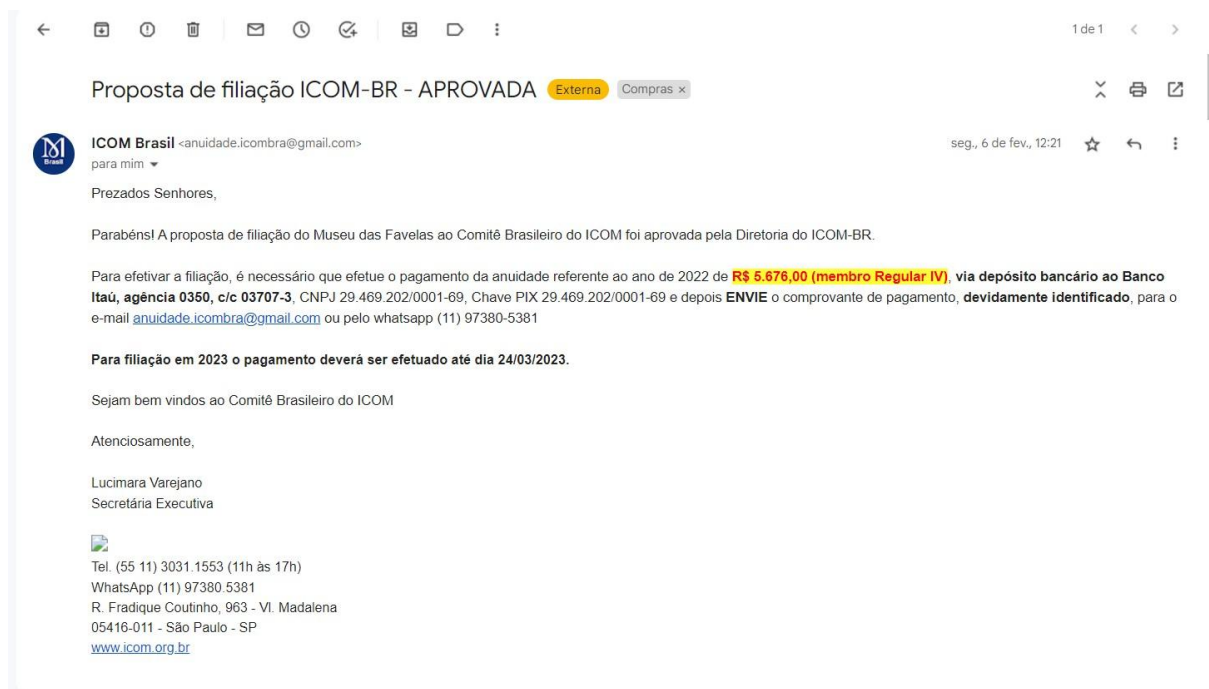 1 de 1
Proposta de filiação ICOM-BR - APROVADA Externa Compras ×
ICOM Brasil <anuidade.icombra@gmail.com> seg., 6 de fev., 12:21
para mim
M
Brasil
Prezados Senhores,
Parabéns! A proposta de filiação do Museu das Favelas ao Comitê Brasileiro do ICOM foi aprovada pela Diretoria do ICOM-BR.
Para efetivar a filiação, é necessário que efetue o pagamento da anuidade referente ao ano de 2022 de R$ 5.676,00 (membro Regular IV), via depósito bancário ao Banco
Itaú, agência 0350, c/c 03707-3, CNPJ 29.469.202/0001-69, Chave PIX 29.469.202/0001-69 e depois ENVIE o comprovante de pagamento, devidamente identificado, para o
e-mail anuidade.icombra@gmail.com ou pelo whatsapp (11) 97380-5381
Para filiação em 2023 o pagamento deverá ser efetuado até dia 24/03/2023.
Sejam bem vindos ao Comitê Brasileiro do ICOM
Atenciosamente,
Lucimara Varejano
Secretária Executiva
Tel. (55 11) 3031.1553 (11h às 17h)
WhatsApp (11) 97380.5381
R. Fradique Coutinho, 963 - Vl. Madalena
05416-011 - São Paulo - SP
www.icom.org.br